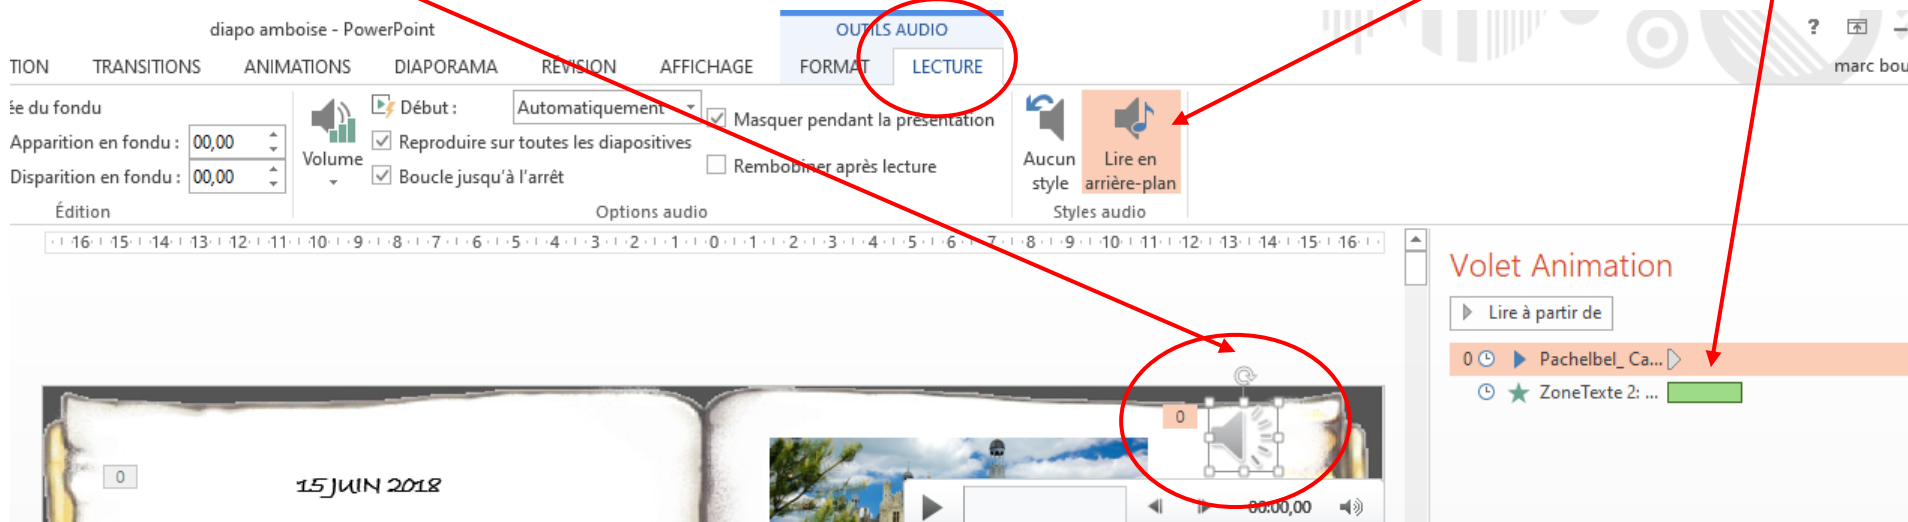 diapo amboise - PowerPoint
OUTILS AUDIO
?
TION TRANSITIONS ANIMATIONS DIAPORAMA RÉVISION AFFICHAGE FORMAT LECTURE
marc bou
ée du fondu
Apparition en fondu : 00,00
Disparition en fondu : 00,00
Édition
Volume
Début : Automatiquement
Reproduire sur toutes les diapositives
Boucle jusqu'à l'arrêt
Masquer pendant la présentation
Rembobiner après lecture
Options audio
Aucun style
Lire en arrière-plan
Styles audio
16 15 14 13 12 11 10 9 8 7 6 5 4 3 2 1 0 1 2 3 4 5 6 7 8 9 10 11 12 13 14 15 16
Volet Animation
Lire à partir de
0 Pachelbel_ Ca...
ZoneTexte 2: ...
0
0
15 JUIN 2018
00:00,00